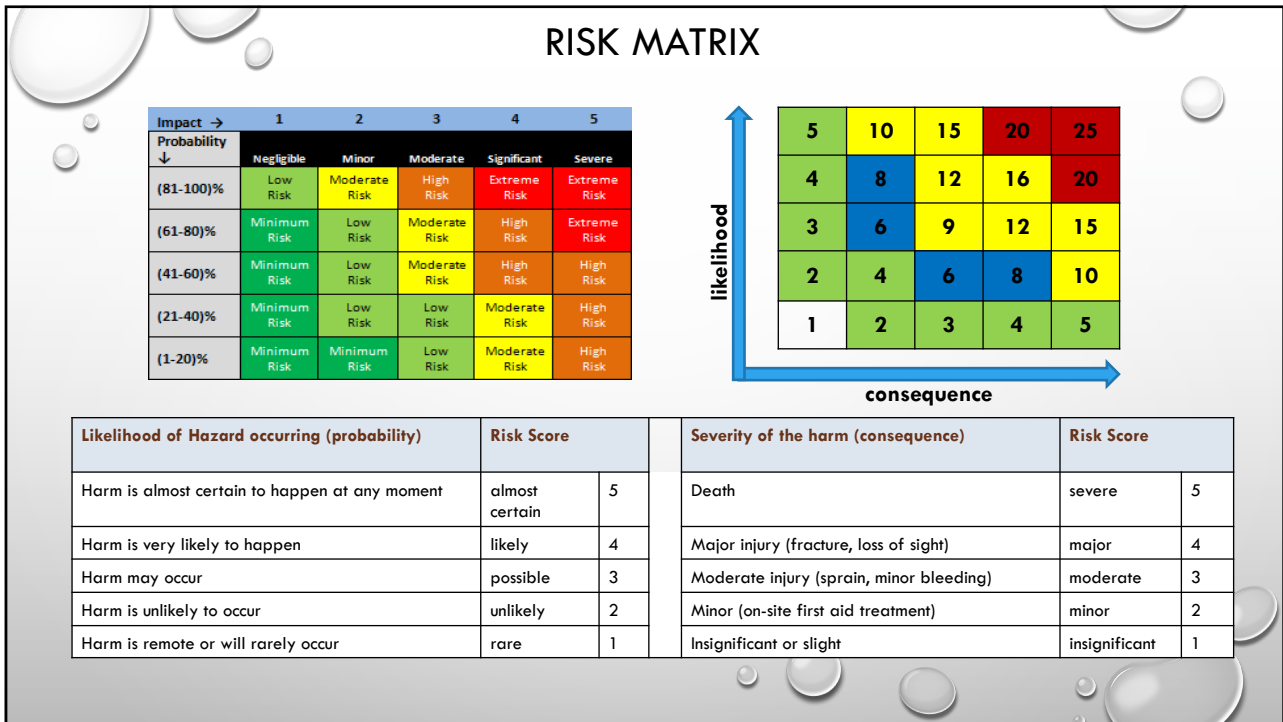 RISK MATRIX
Impact → 1 2 3 4 5
Probability
↓ Negligible Minor Moderate Significant Severe
(81-100)% Low Risk Moderate Risk High Risk Extreme Risk Extreme Risk
(61-80)% Minimum Risk Low Risk Moderate Risk High Risk Extreme Risk
(41-60)% Minimum Risk Low Risk Moderate Risk High Risk High Risk
(21-40)% Minimum Risk Low Risk Low Risk Moderate Risk High Risk
(1-20)% Minimum Risk Minimum Risk Low Risk Moderate Risk High Risk
likelihood
5 10 15 20 25
4 8 12 16 20
3 6 9 12 15
2 4 6 8 10
1 2 3 4 5
consequence
Likelihood of Hazard occurring (probability) Risk Score
Harm is almost certain to happen at any moment almost certain 5
Harm is very likely to happen likely 4
Harm may occur possible 3
Harm is unlikely to occur unlikely 2
Harm is remote or will rarely occur rare 1
Severity of the harm (consequence) Risk Score
Death severe 5
Major injury (fracture, loss of sight) major 4
Moderate injury (sprain, minor bleeding) moderate 3
Minor (on-site first aid treatment) minor 2
Insignificant or slight insignificant 1